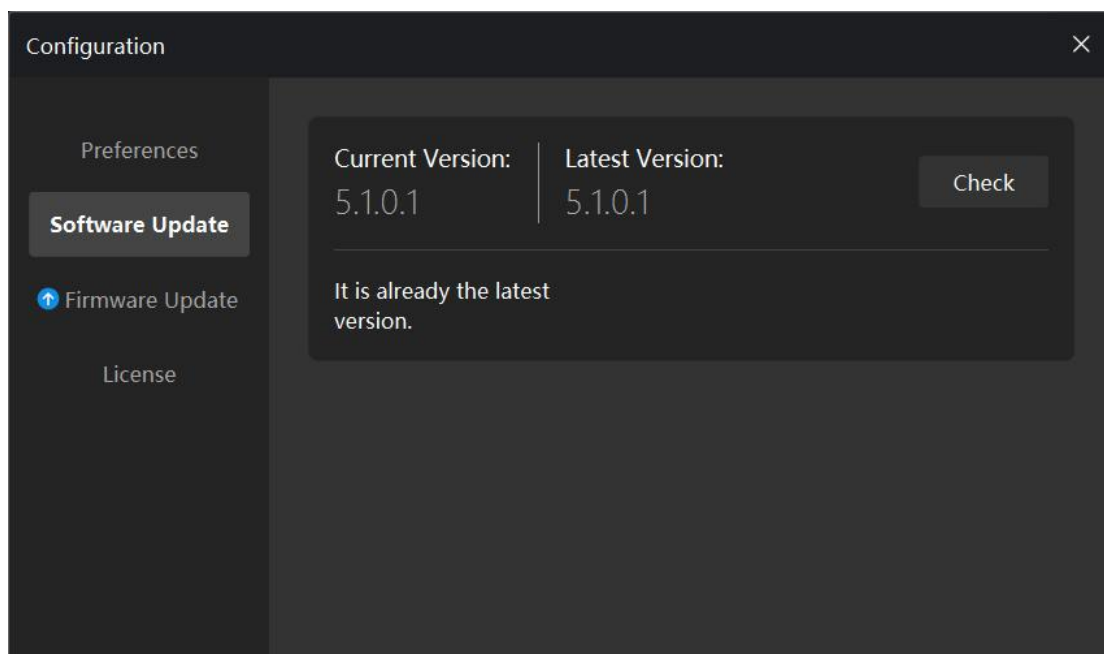 Configuration
Preferences
Software Update
Firmware Update
License
Current Version:
5.1.0.1
Latest Version:
5.1.0.1
Check
It is already the latest
version.